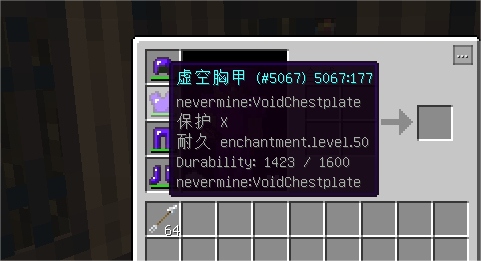 ...
虚空胸甲 (#5067) 5067:177
nevermine:VoidChestplate
保护 X
耐久 enchantment.level.50
Durability: 1423 / 1600
nevermine:VoidChestplate
64